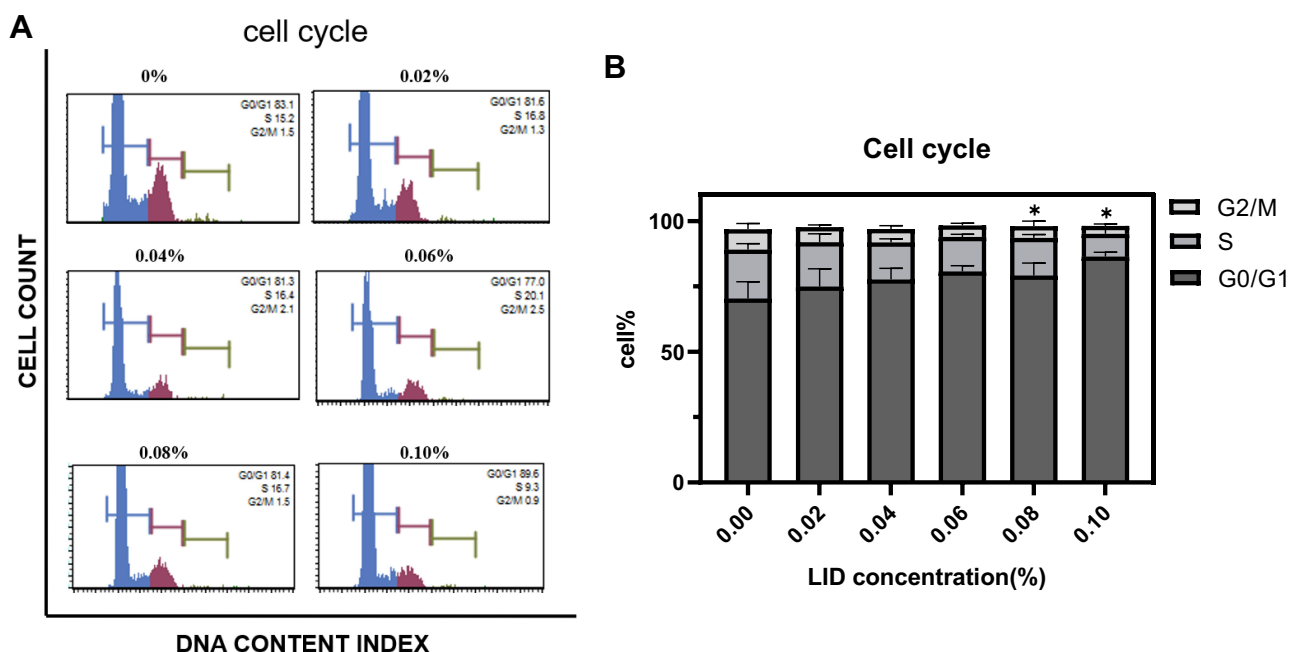 A
cell cycle
0%
G0/G1 83.1
S 15.2
G2/M 1.5
0.02%
G0/G1 81.6
S 16.8
G2/M 1.3
0.04%
G0/G1 81.3
S 16.4
G2/M 2.1
0.06%
G0/G1 77.0
S 20.1
G2/M 2.5
0.08%
G0/G1 81.4
S 16.7
G2/M 1.5
0.10%
G0/G1 89.6
S 9.3
G2/M 0.9
CELL COUNT
DNA CONTENT INDEX
B
Cell cycle
100
50
0
cell%
* *
G2/M
S
G0/G1
0.00 0.02 0.04 0.06 0.08 0.10
LID concentration(%)